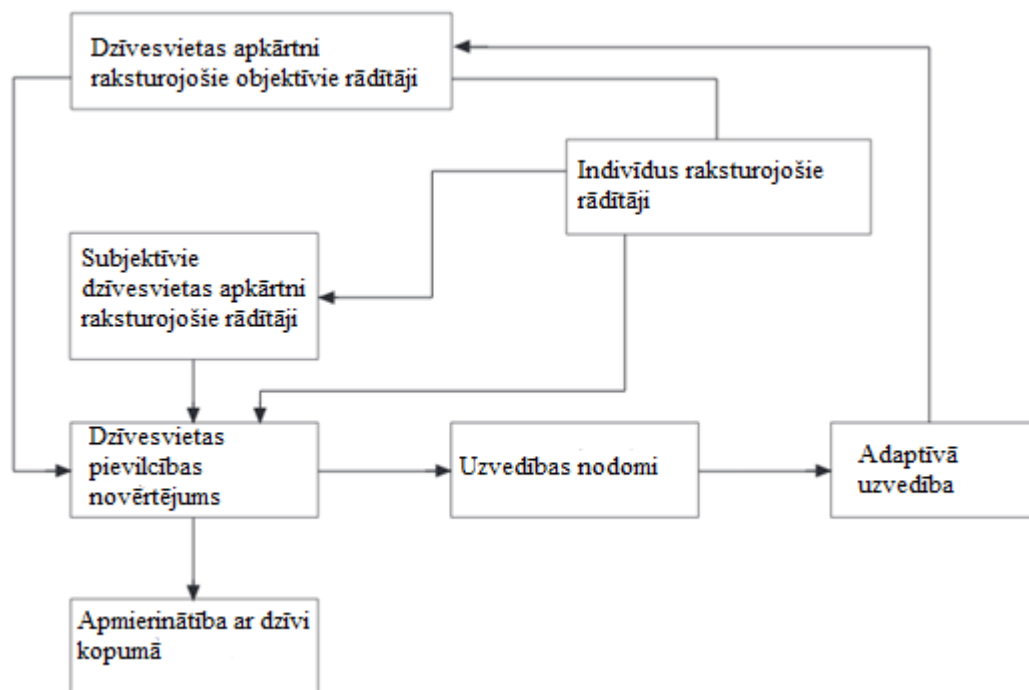 Dzīvesvietas apkārtni
raksturojošie objektīvie rādītāji
Indivīdus raksturojošie
rādītāji
Subjektīvie
dzīvesvietas apkārtni
raksturojošie rādītāji
Dzīvesvietas
pievilcības
novērtējums
Uzvedības nodomi
Adaptīvā
uzvedība
Apmierinātība ar dzīvi
kopumā